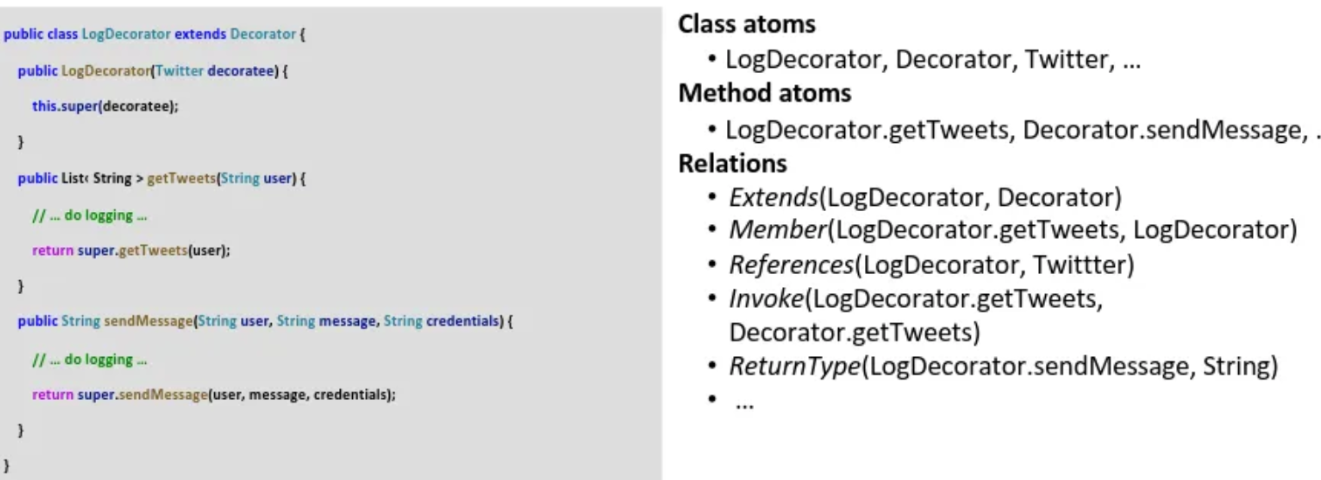 public class LogDecorator extends Decorator {
public LogDecorator(Twitter decoratee) {
this.super(decoratee);
}
public List‹ String > getTweets(String user) {
// ... do logging ...
return super.getTweets(user);
}
public String sendMessage(String user, String message, String credentials) {
// ... do logging ...
return super.sendMessage(user, message, credentials);
}
}
Class atoms
• LogDecorator, Decorator, Twitter, ...
Method atoms
• LogDecorator.getTweets, Decorator.sendMessage, .
Relations
• Extends(LogDecorator, Decorator)
• Member(LogDecorator.getTweets, LogDecorator)
• References(LogDecorator, Twittter)
• Invoke(LogDecorator.getTweets,
Decorator.getTweets)
• ReturnType(LogDecorator.sendMessage, String)
• ...